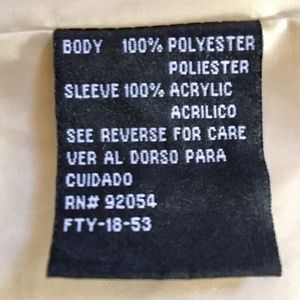 BODY 100% POLYESTER
POLIESTER
SLEEVE 100% ACRYLIC
ACRILICO
SEE REVERSE FOR CARE
VER AL DORSO PARA
CUIDADO
RN# 92054
FTY-18-53